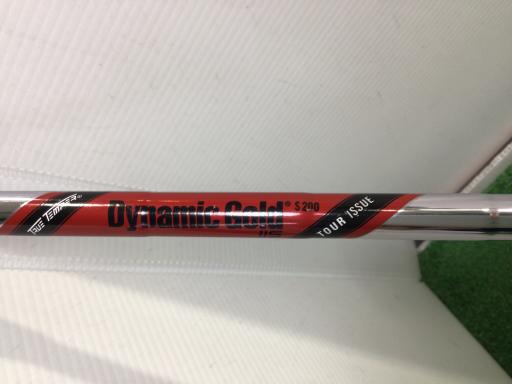 TRUE TEMPER®
Dynamic Gold® S200
115
TOUR ISSUE